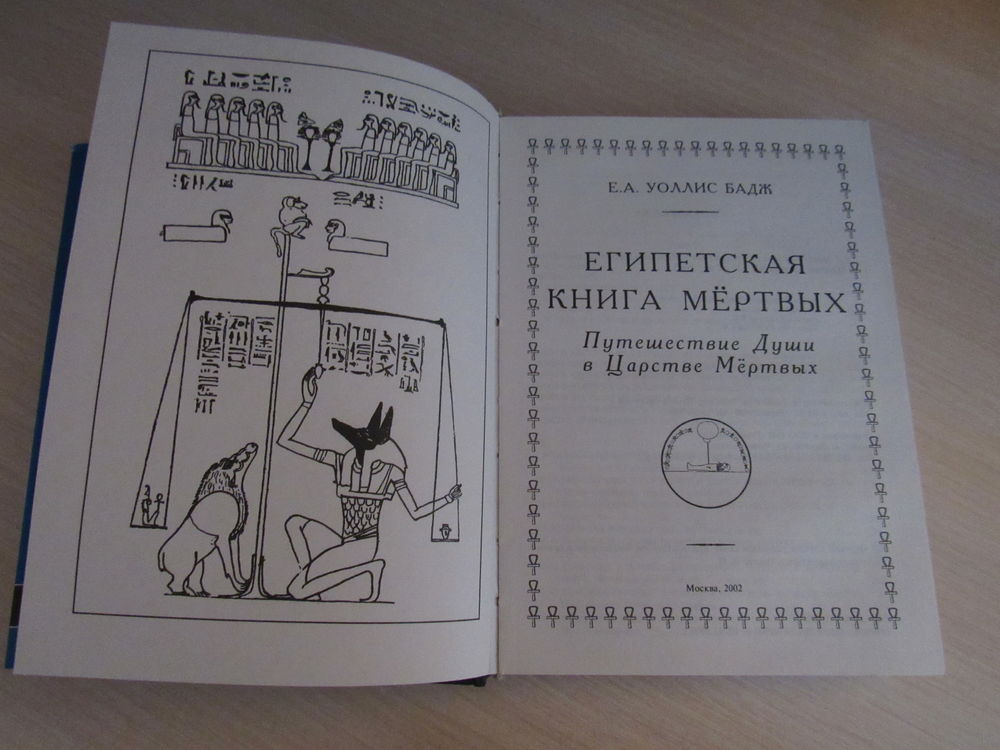 Е.А. УОЛЛИС БАДЖ
ЕГИПЕТСКАЯ
КНИГА МЁРТВЫХ
Путешествие Души
в Царстве Мёртвых
Москва, 2002